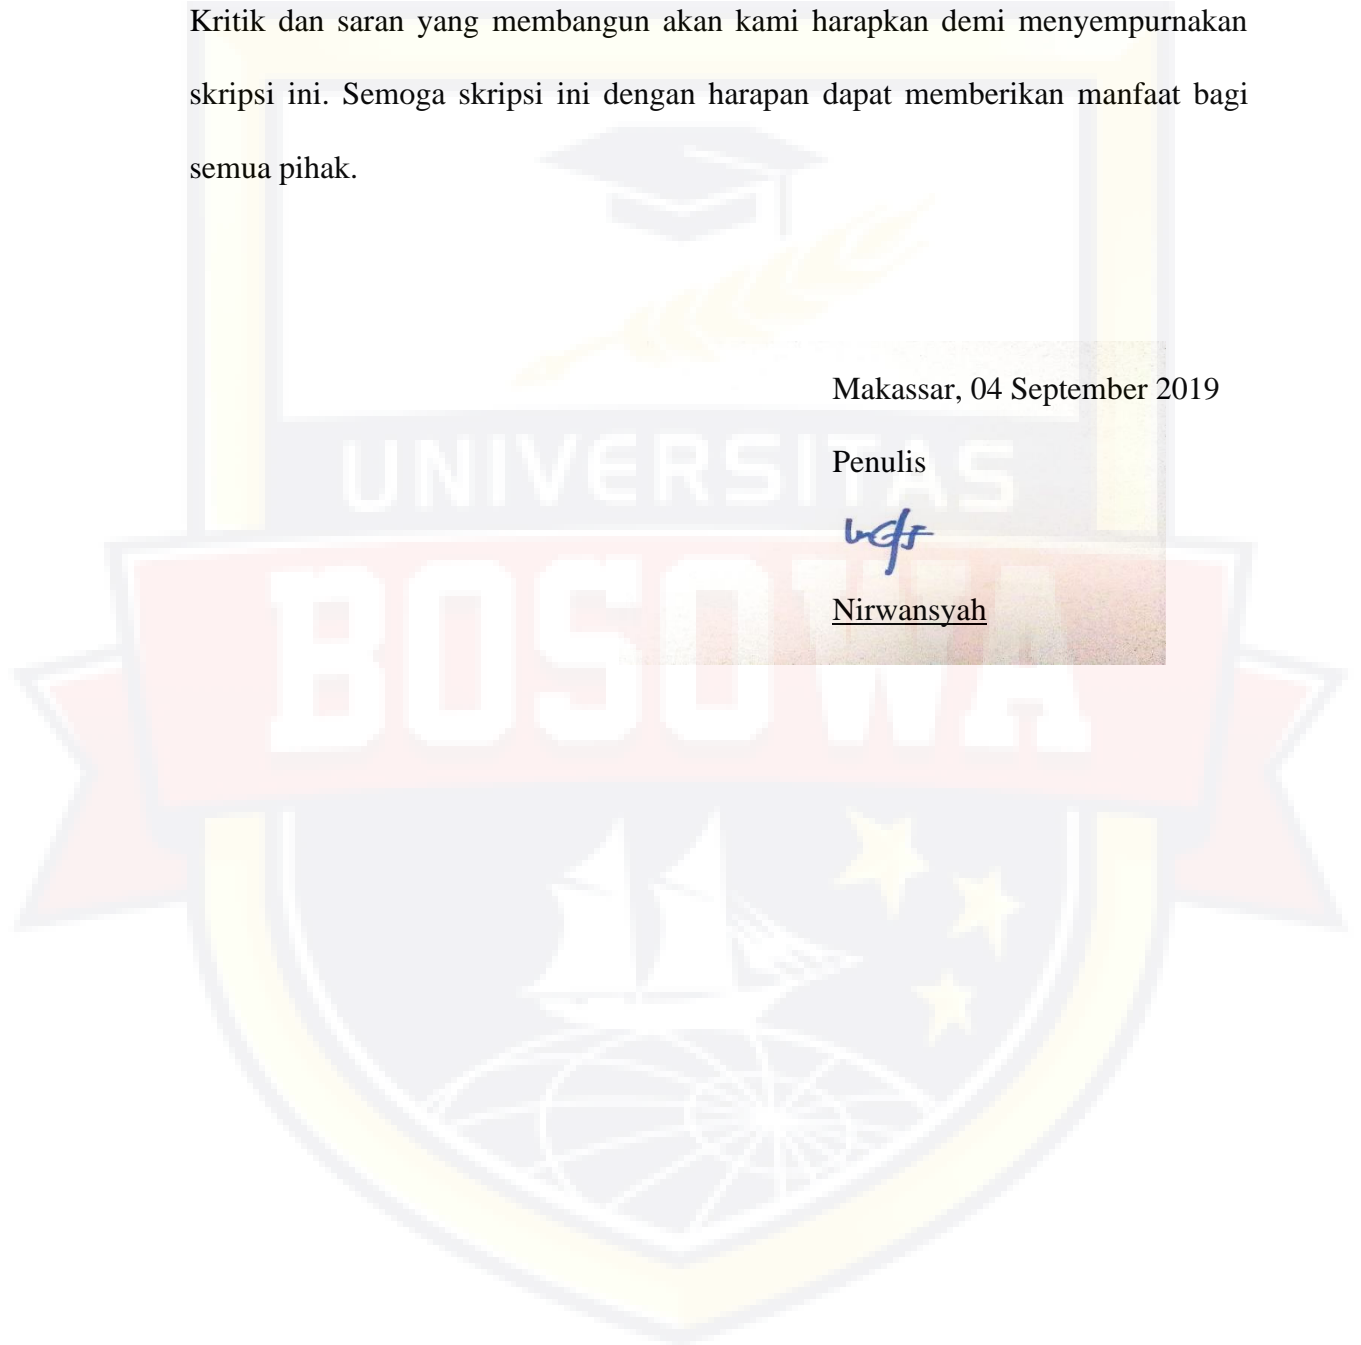 Kritik dan saran yang membangun akan kami harapkan demi menyempurnakan
skripsi ini. Semoga skripsi ini dengan harapan dapat memberikan manfaat bagi
semua pihak.
Makassar, 04 September 2019
UNIVERSITAS
Penulis
BOSOWA
Nirwansyah